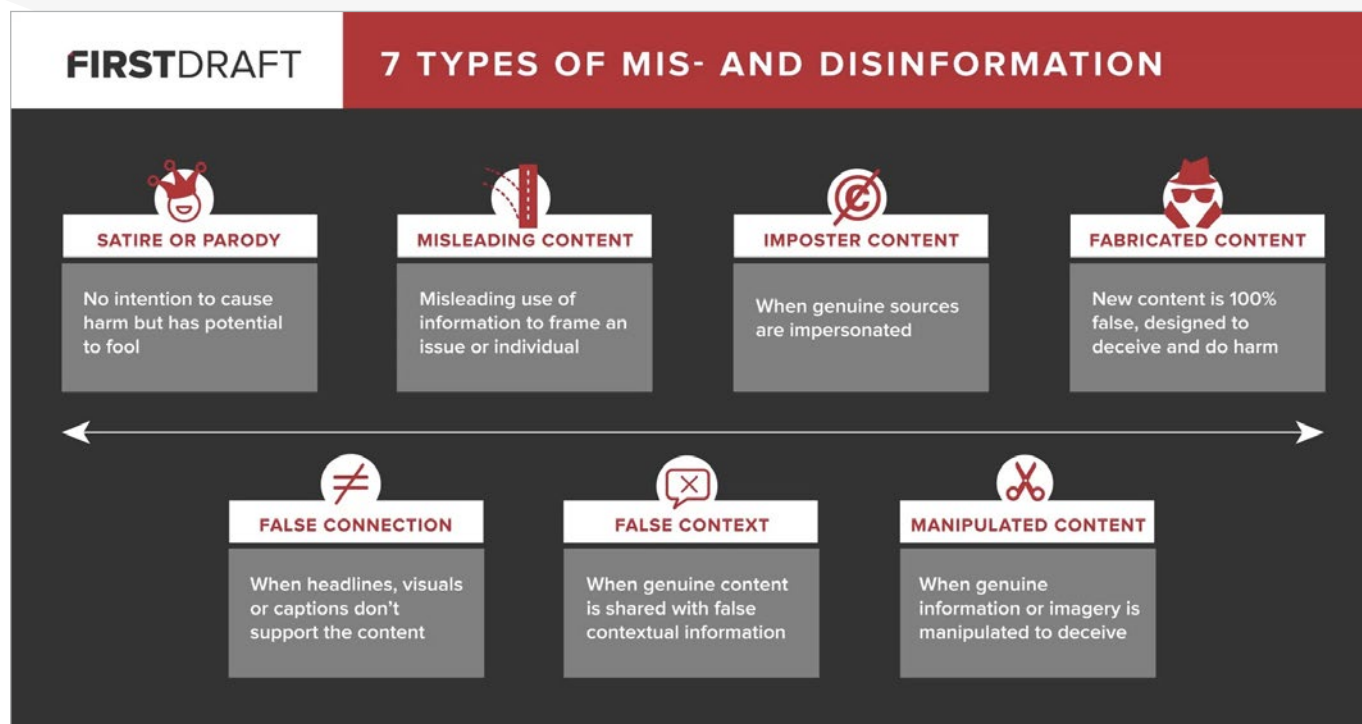 FIRSTDRAFT
7 TYPES OF MIS- AND DISINFORMATION
SATIRE OR PARODY
No intention to cause
harm but has potential
to fool
MISLEADING CONTENT
Misleading use of
information to frame an
issue or individual
IMPOSTER CONTENT
When genuine sources
are impersonated
FABRICATED CONTENT
New content is 100%
false, designed to
deceive and do harm
FALSE CONNECTION
When headlines, visuals
or captions don't
support the content
FALSE CONTEXT
When genuine content
is shared with false
contextual information
MANIPULATED CONTENT
When genuine
information or imagery is
manipulated to deceive